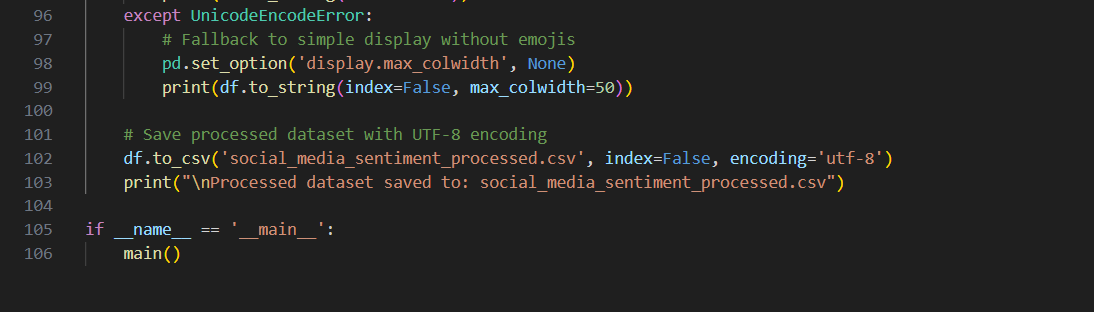 96 except UnicodeEncodeError:
97 # Fallback to simple display without emojis
98 pd.set_option('display.max_colwidth', None)
99 print(df.to_string(index=False, max_colwidth=50))
100
101 # Save processed dataset with UTF-8 encoding
102 df.to_csv('social_media_sentiment_processed.csv', index=False, encoding='utf-8')
103 print("\nProcessed dataset saved to: social_media_sentiment_processed.csv")
104
105 if __name__ == '__main__':
106 main()